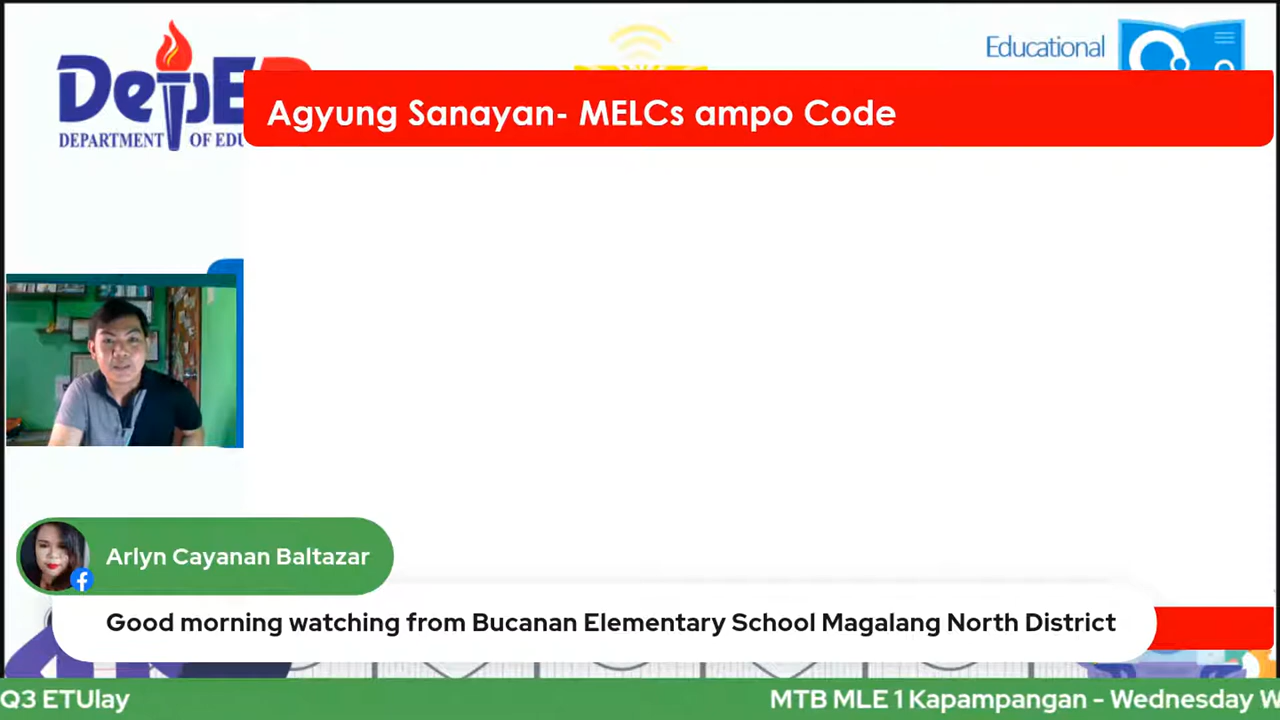 DepED
DEPARTMENT OF EDU
Educational
Agyung Sanayan- MELCs ampo Code
Arlyn Cayanan Baltazar
Good morning watching from Bucanan Elementary School Magalang North District
Q3 ETUlay
MTB MLE 1 Kapampangan - Wednesday W